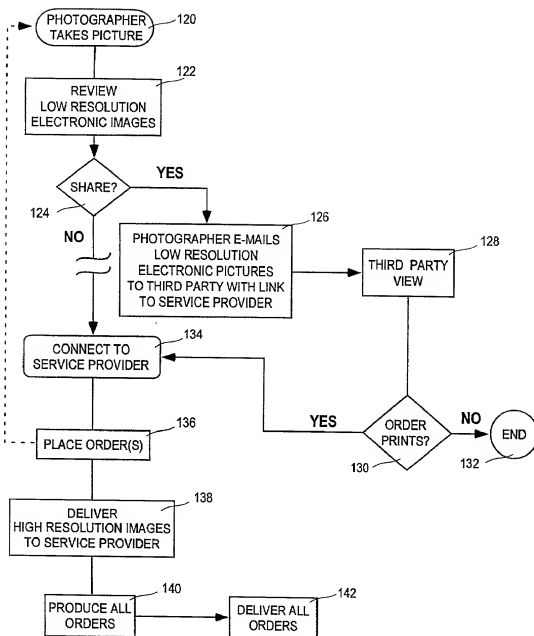 PHOTOGRAPHER
TAKES PICTURE
120
122
REVIEW
LOW RESOLUTION
ELECTRONIC IMAGES
SHARE?
YES
124
NO
126
PHOTOGRAPHER E-MAILS
LOW RESOLUTION
ELECTRONIC PICTURES
TO THIRD PARTY WITH LINK
TO SERVICE PROVIDER
128
THIRD PARTY
VIEW
134
CONNECT TO
SERVICE PROVIDER
YES
ORDER
PRINTS?
130
NO
END
132
136
PLACE ORDER(S)
138
DELIVER
HIGH RESOLUTION IMAGES
TO SERVICE PROVIDER
140
PRODUCE ALL
ORDERS
142
DELIVER ALL
ORDERS